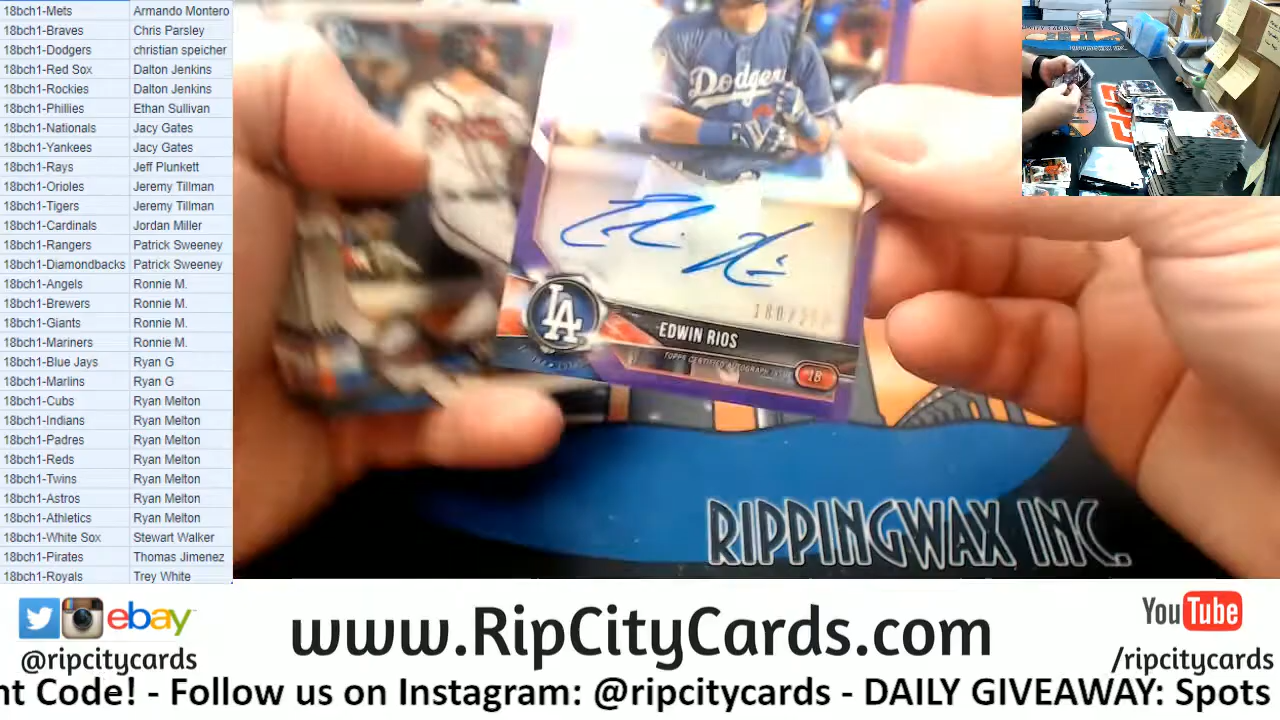 18bch1-Mets Armando Montero
18bch1-Braves Chris Parsley
18bch1-Dodgers christian speicher
18bch1-Red Sox Dalton Jenkins
18bch1-Rockies Dalton Jenkins
18bch1-Phillies Ethan Sullivan
18bch1-Nationals Jacy Gates
18bch1-Yankees Jacy Gates
18bch1-Rays Jeff Plunkett
18bch1-Orioles Jeremy Tillman
18bch1-Tigers Jeremy Tillman
18bch1-Cardinals Jordan Miller
18bch1-Rangers Patrick Sweeney
18bch1-Diamondbacks Patrick Sweeney
18bch1-Angels Ronnie M.
18bch1-Brewers Ronnie M.
18bch1-Giants Ronnie M.
18bch1-Mariners Ronnie M.
18bch1-Blue Jays Ryan G
18bch1-Marlins Ryan G
18bch1-Cubs Ryan Melton
18bch1-Indians Ryan Melton
18bch1-Padres Ryan Melton
18bch1-Reds Ryan Melton
18bch1-Twins Ryan Melton
18bch1-Astros Ryan Melton
18bch1-Athletics Ryan Melton
18bch1-White Sox Stewart Walker
18bch1-Pirates Thomas Jimenez
18bch1-Royals Trey White
Dodgers
LA
EDWIN RIOS
TOPPS CERTIFIED AUTOGRAPH ISSUE
18
RIPPINGWAX INC.
RIPPINGWAX INC.
ebay
@ripcitycards
www.RipCityCards.com
YouTube
/ripcitycards
nt Code! - Follow us on Instagram: @ripcitycards - DAILY GIVEAWAY: Spots